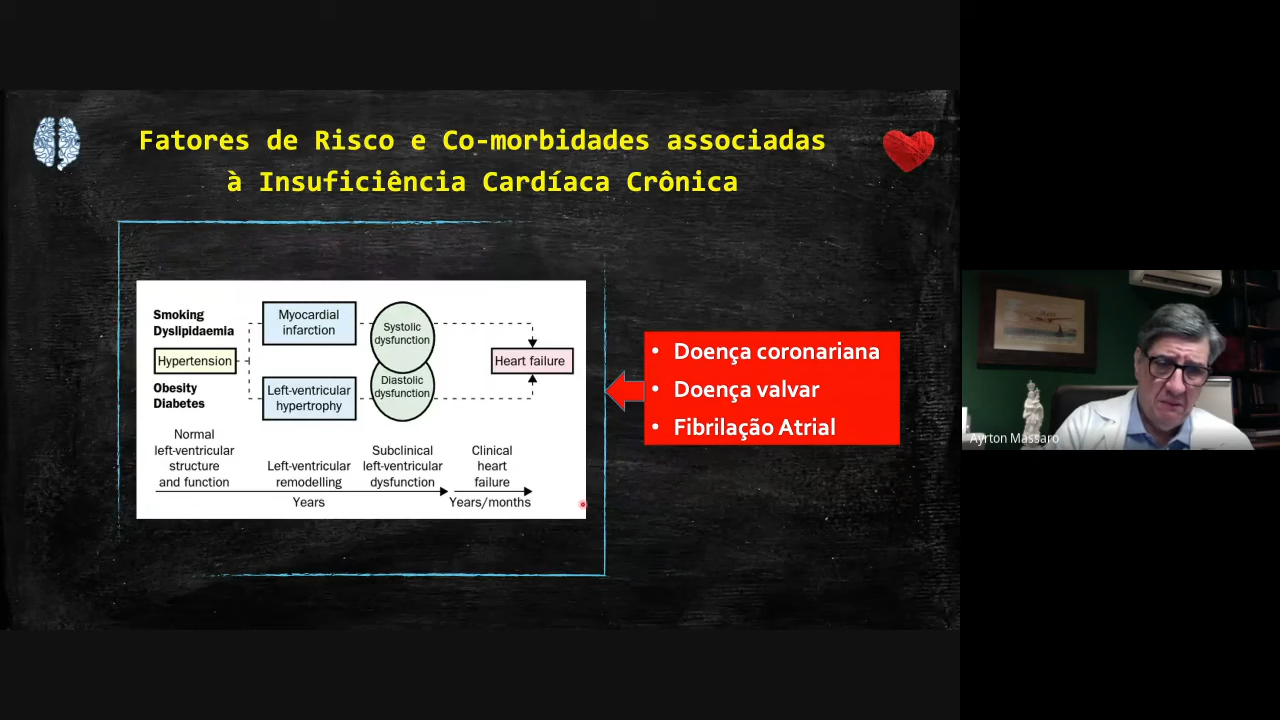 Fatores de Risco e Co-morbidades associadas
à Insuficiência Cardíaca Crônica
Smoking
Dyslipidaemia
Hypertension
Obesity
Diabetes
Myocardial
infarction
Left-ventricular
hypertrophy
Systolic
dysfunction
Diastolic
dysfunction
Heart failure
Normal
left-ventricular
structure
and function
Left-ventricular
remodelling
Subclinical
left-ventricular
dysfunction
Clinical
heart
failure
Years
Years/months
• Doença coronariana
• Doença valvar
• Fibrilação Atrial
Ayrton Massaro